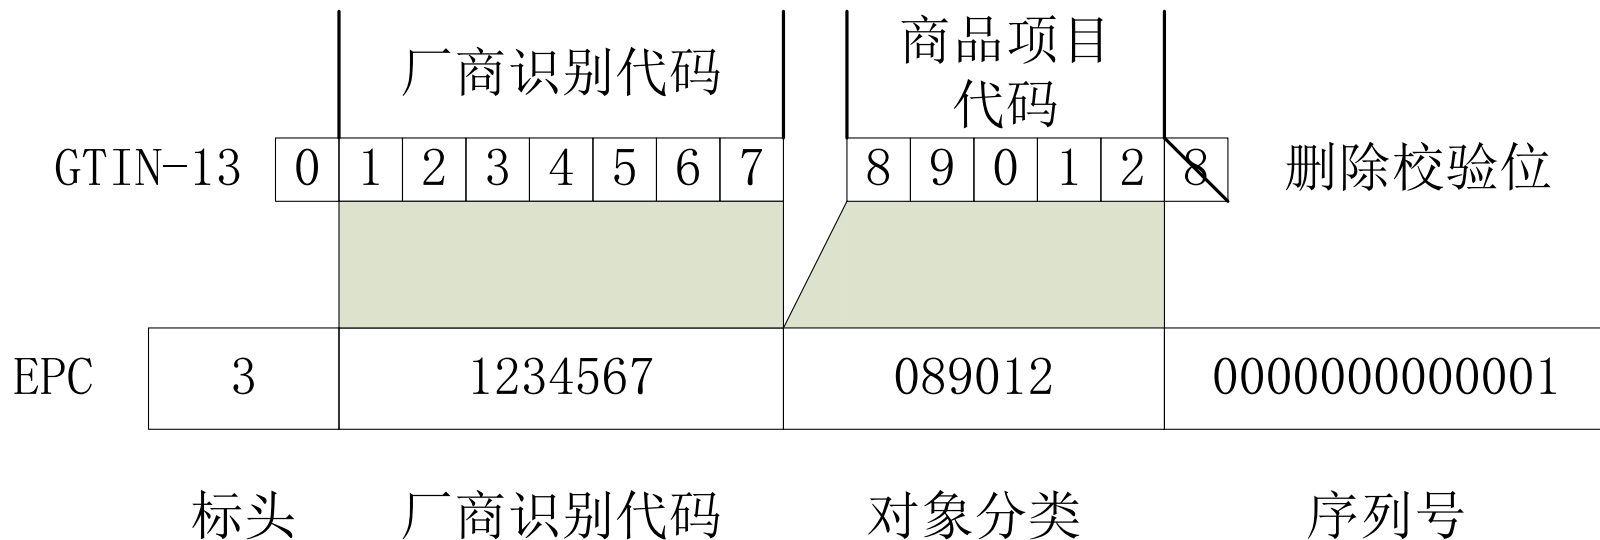 厂商识别代码
商品项目
代码
GTIN-13 0 1 2 3 4 5 6 7 8 9 0 1 2 8 删除校验位
EPC 3 1234567 089012 0000000000001
标头 厂商识别代码 对象分类 序列号